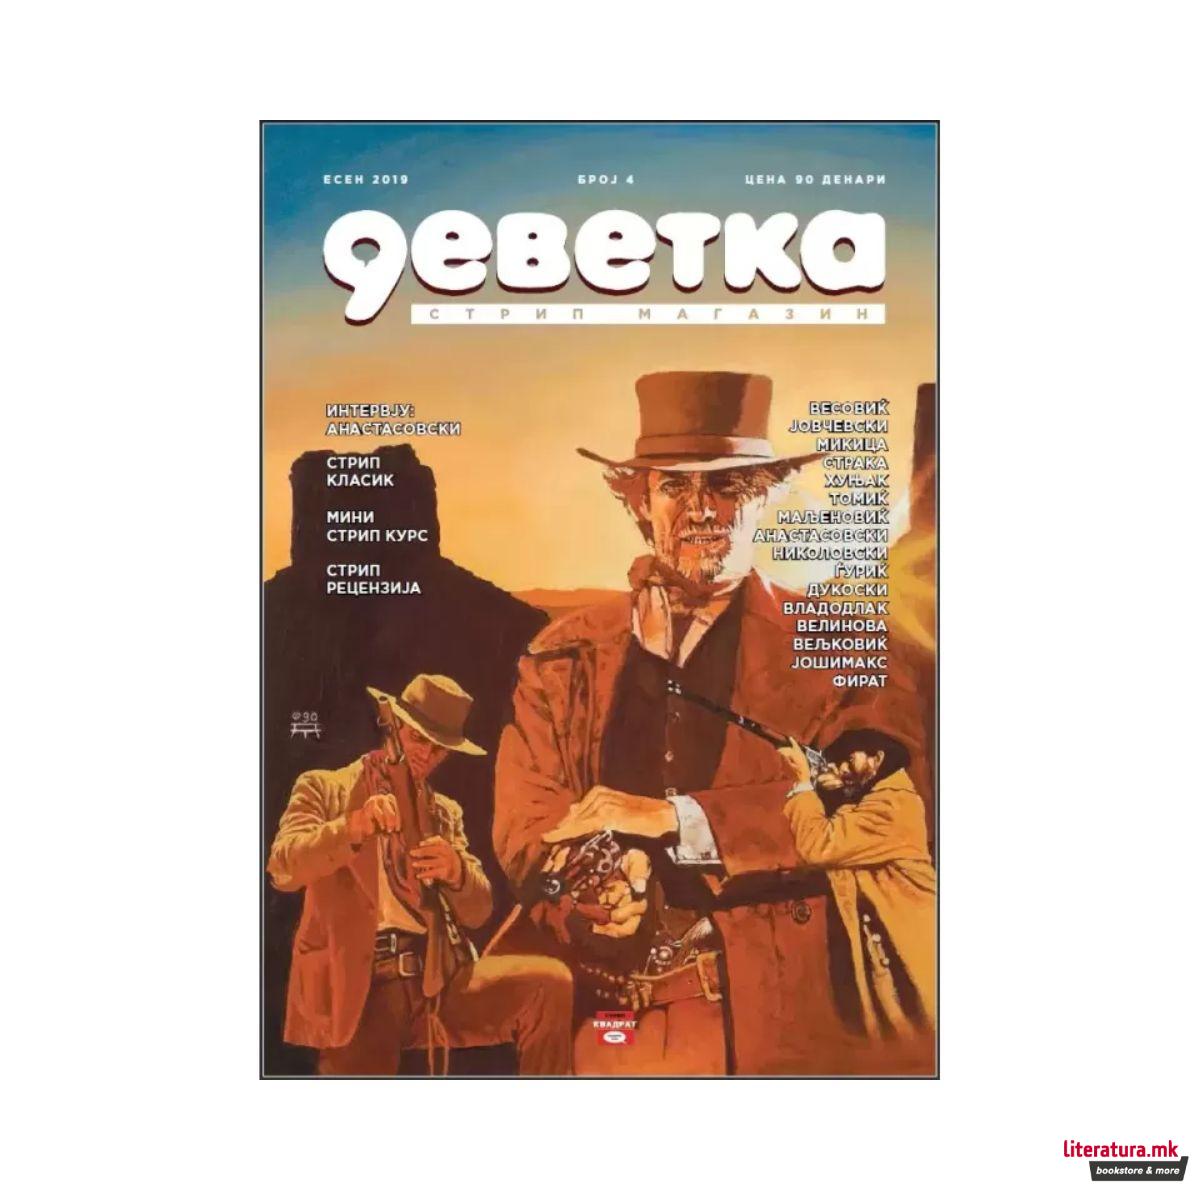 ЕСЕН 2019
БРОЈ 4
ЦЕНА 90 ДЕНАРИ
деветка
СТРИП МАГАЗИН
ИНТЕРВЈУ:
АНАСТАСОВСКИ
СТРИП
КЛАСИК
МИНИ
СТРИП КУРС
СТРИП
РЕЦЕНЗИЈА
ВЕСОВИЌ
ЈОВЧЕВСКИ
МИКИЦА
СТРАКА
ХУЊАК
ТОМИЌ
МАЉЕНОВИЌ
АНАСТАСОВСКИ
НИКОЛОВСКИ
ЃУРИЌ
ДУКОСКИ
ВЛАДОДЛАК
ВЕЛИНОВА
ВЕЉКОВИЌ
ЈОШИМАКС
ФИРАТ
КВАДРАТ
literatura.mk
bookstore & more